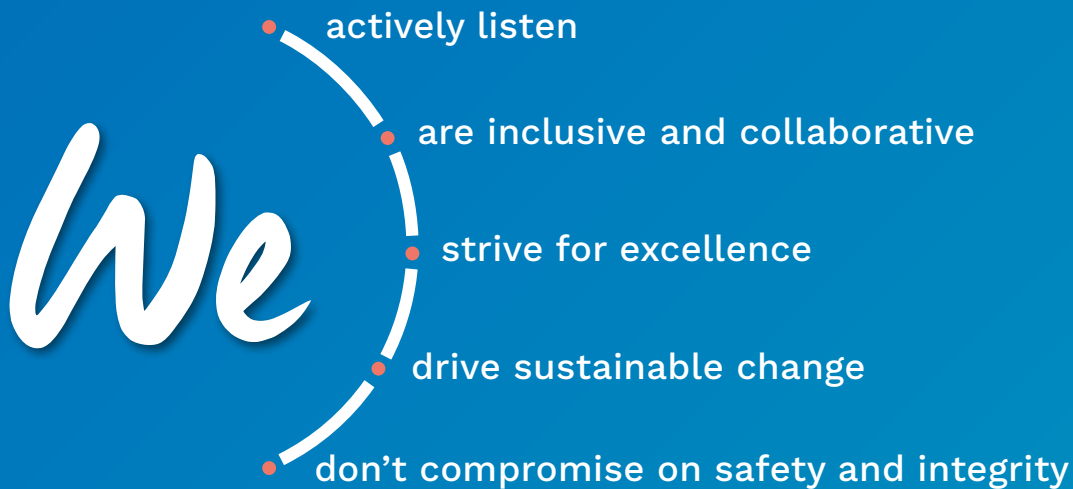 We
actively listen
are inclusive and collaborative
strive for excellence
drive sustainable change
don’t compromise on safety and integrity